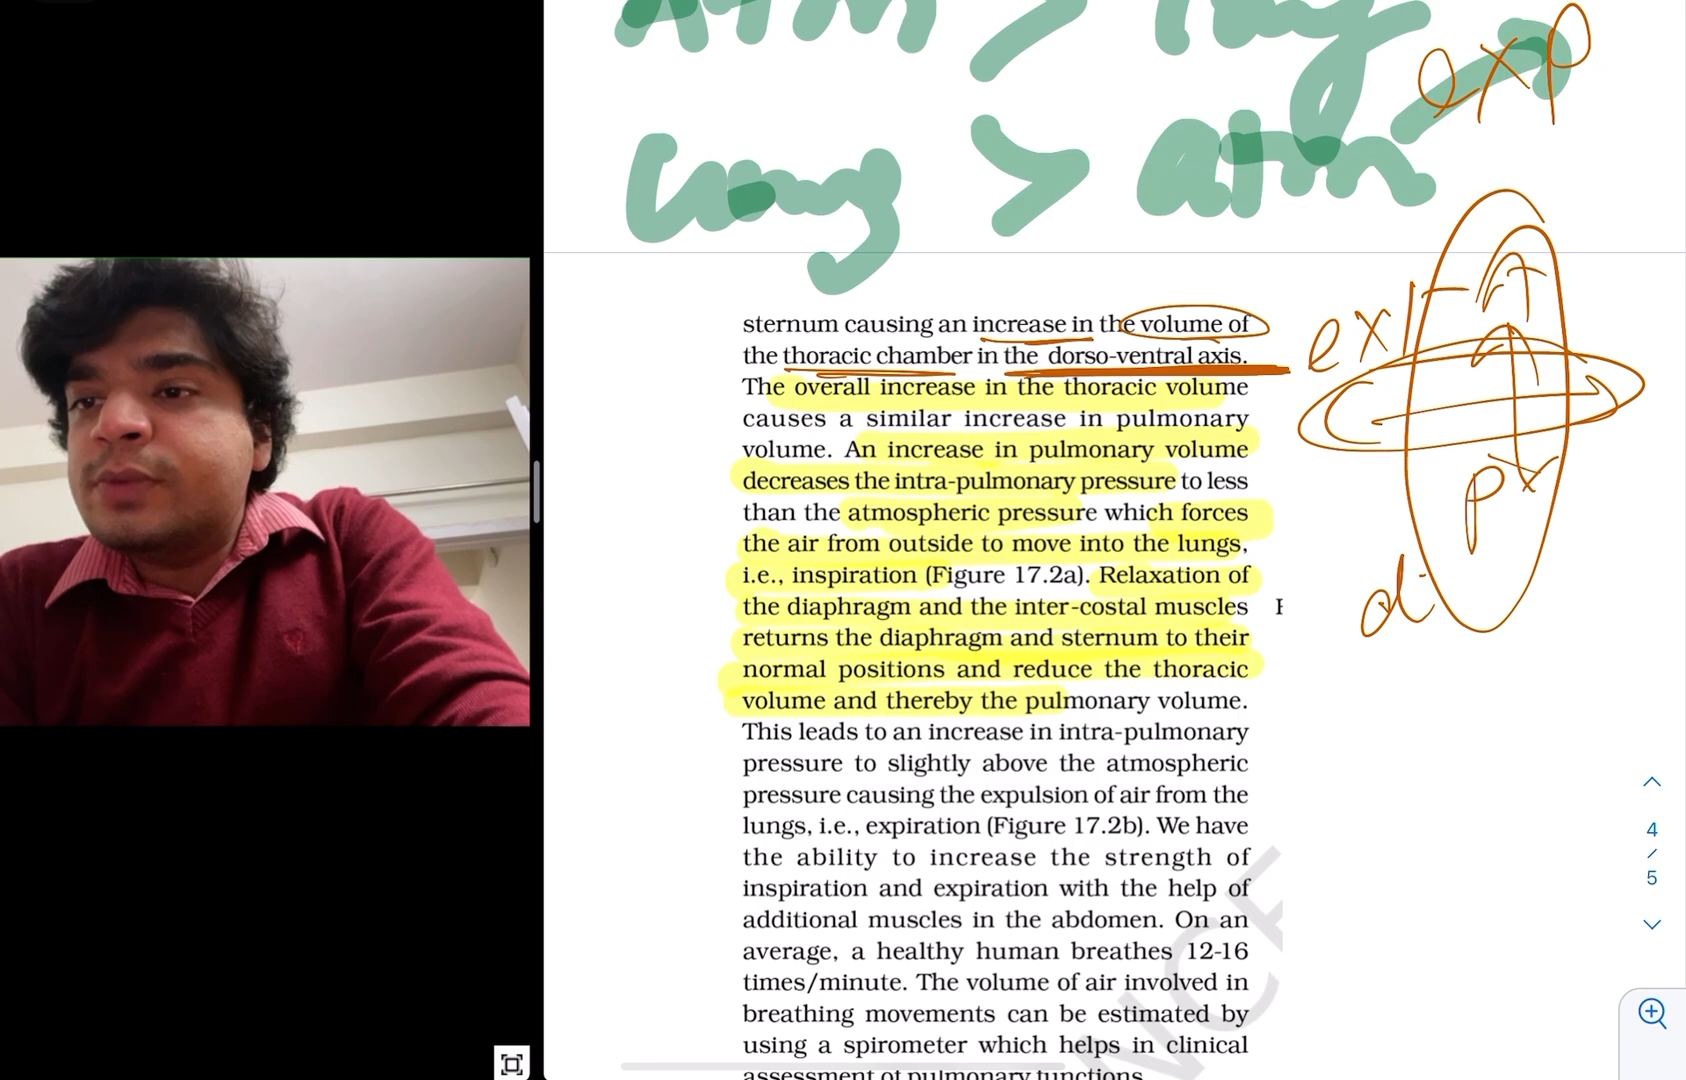 Atm > lung
exp
lung > atm
sternum causing an increase in the volume of
the thoracic chamber in the dorso-ventral axis.
The overall increase in the thoracic volume
causes a similar increase in pulmonary
volume. An increase in pulmonary volume
decreases the intra-pulmonary pressure to less
than the atmospheric pressure which forces
the air from outside to move into the lungs,
i.e., inspiration (Figure 17.2a). Relaxation of
the diaphragm and the inter-costal muscles
returns the diaphragm and sternum to their
normal positions and reduce the thoracic
volume and thereby the pulmonary volume.
This leads to an increase in intra-pulmonary
pressure to slightly above the atmospheric
pressure causing the expulsion of air from the
lungs, i.e., expiration (Figure 17.2b). We have
the ability to increase the strength of
inspiration and expiration with the help of
additional muscles in the abdomen. On an
average, a healthy human breathes 12-16
times/minute. The volume of air involved in
breathing movements can be estimated by
using a spirometer which helps in clinical
assessment of pulmonary functions.
P
di
4
/
5